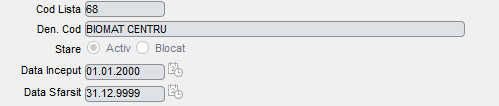 Cod Lista 68
Den. Cod BIOMAT CENTRU
Stare Activ Blocat
Data Inceput 01.01.2000
Data Sfarsit 31.12.9999